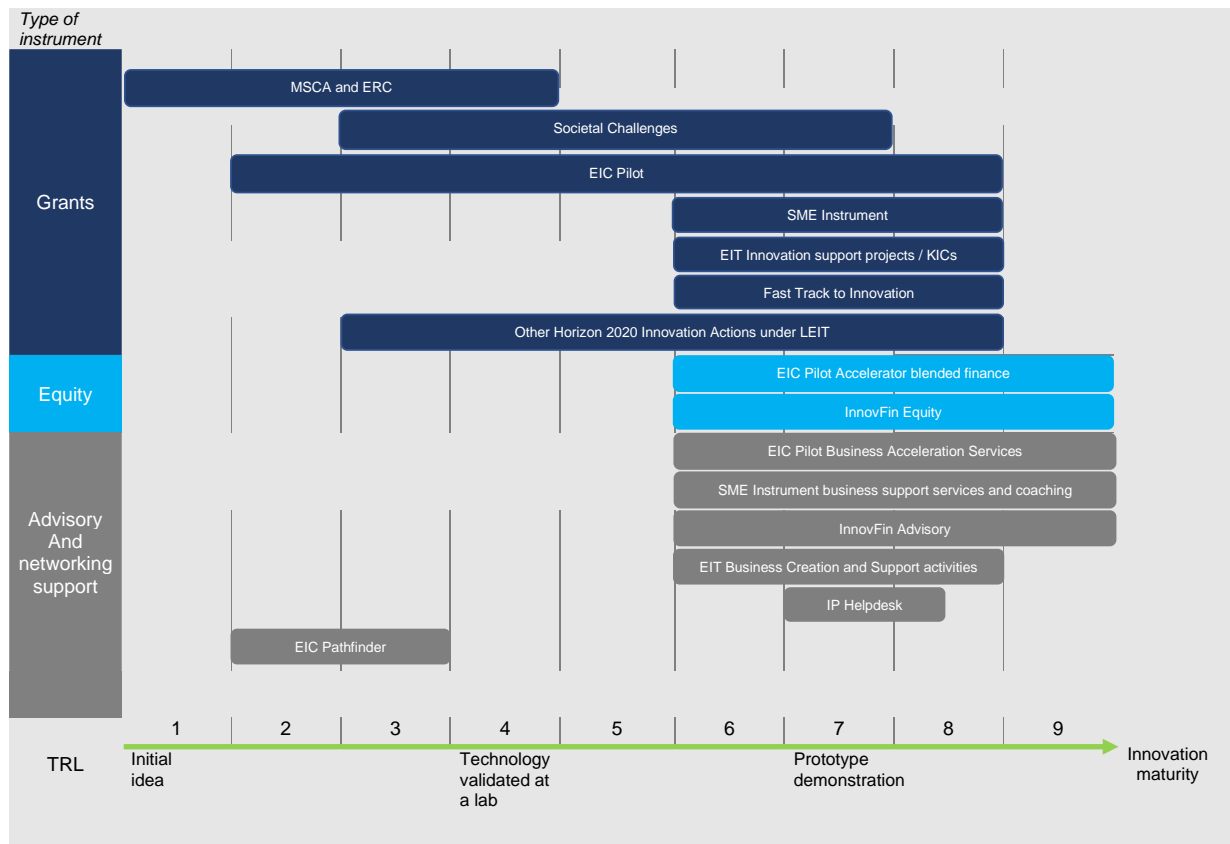 Type of
instrument
MSCA and ERC
Societal Challenges
EIC Pilot
Grants
SME Instrument
EIT Innovation support projects / KICs
Fast Track to Innovation
Other Horizon 2020 Innovation Actions under LEIT
EIC Pilot Accelerator blended finance
Equity
InnovFin Equity
EIC Pilot Business Acceleration Services
SME Instrument business support services and coaching
Advisory
And
networking
support
InnovFin Advisory
EIT Business Creation and Support activities
IP Helpdesk
EIC Pathfinder
1 2 3 4 5 6 7 8 9
TRL
Initial
idea
Technology
validated at
a lab
Prototype
demonstration
Innovation
maturity